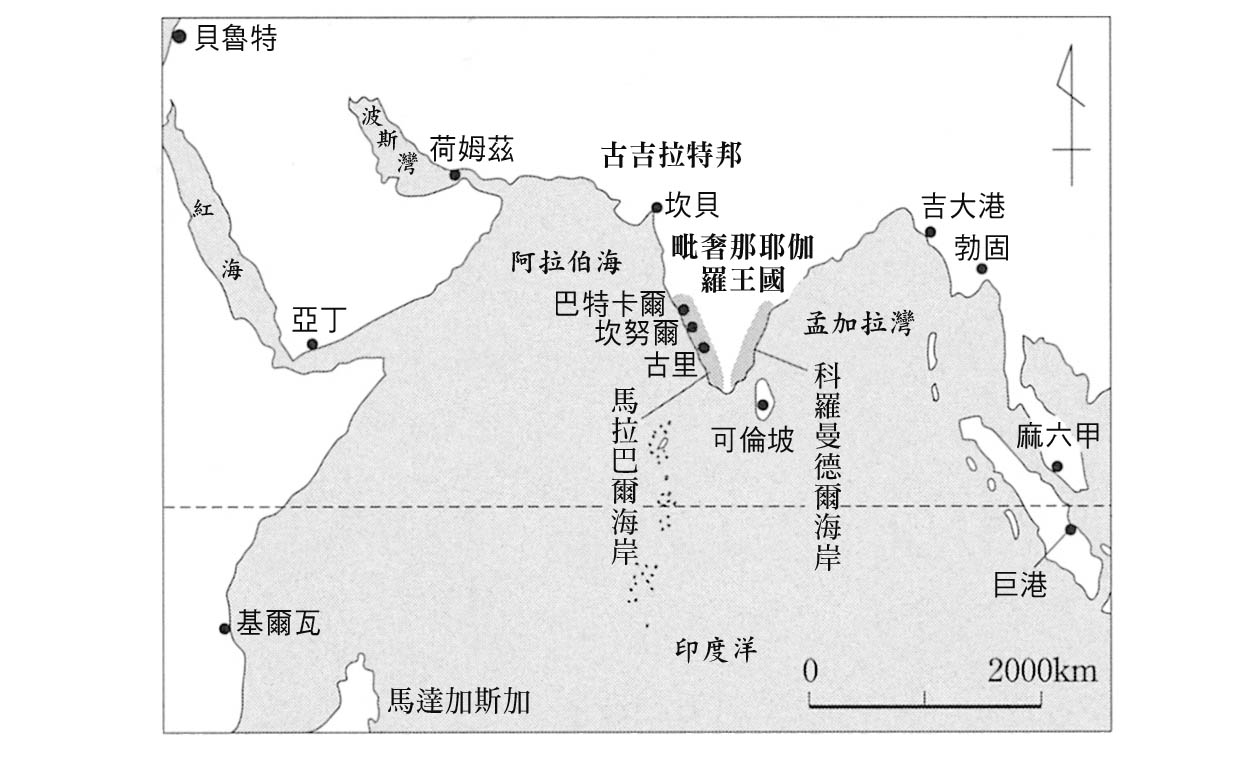 貝魯特
波斯灣
荷姆茲
古吉拉特邦
坎貝
吉大港
紅海
勃固
毗奢那耶伽
羅王國
阿拉伯海
巴特卡爾
亞丁
孟加拉灣
坎努爾
古里
科羅曼德爾海岸
馬拉巴爾海岸
可倫坡
麻六甲
巨港
基爾瓦
印度洋
0 2000km
馬達加斯加